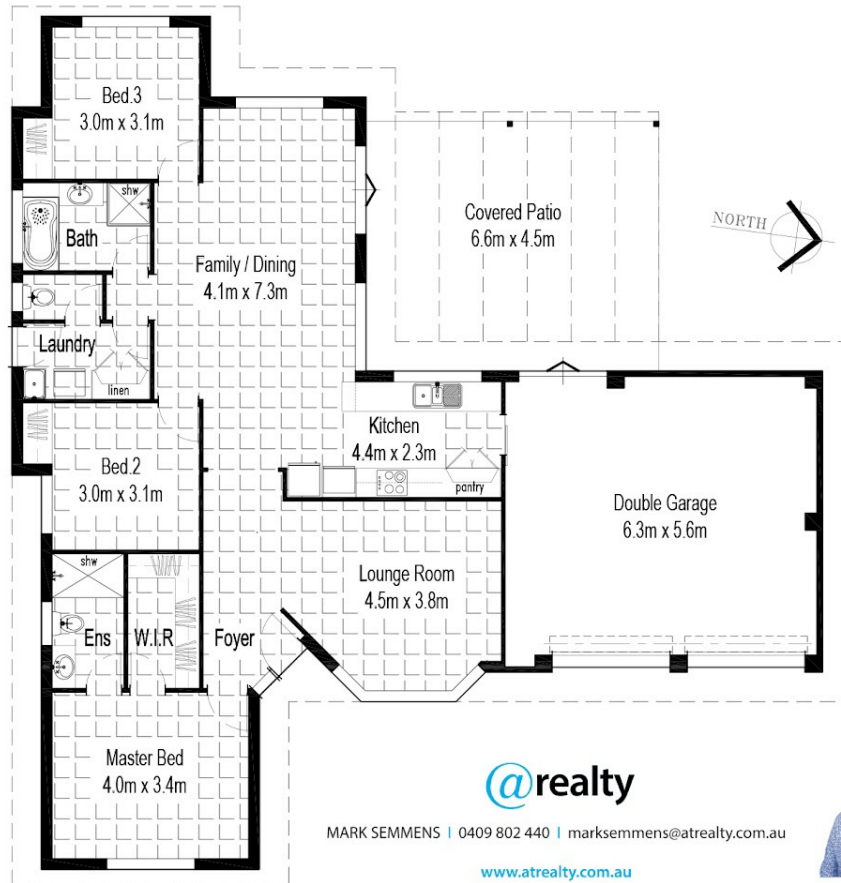 Bed.3
3.0m x 3.1m
shw
Bath
Family / Dining
4.1m x 7.3m
Covered Patio
6.6m x 4.5m
NORTH
Laundry
linen
Kitchen
4.4m x 2.3m
pantry
Bed.2
3.0m x 3.1m
Double Garage
6.3m x 5.6m
shw
Ens
W.I.R
Foyer
Lounge Room
4.5m x 3.8m
Master Bed
4.0m x 3.4m
@realty
MARK SEMMENS | 0409 802 440 | marksemmens@atrealty.com.au
www.atrealty.com.au